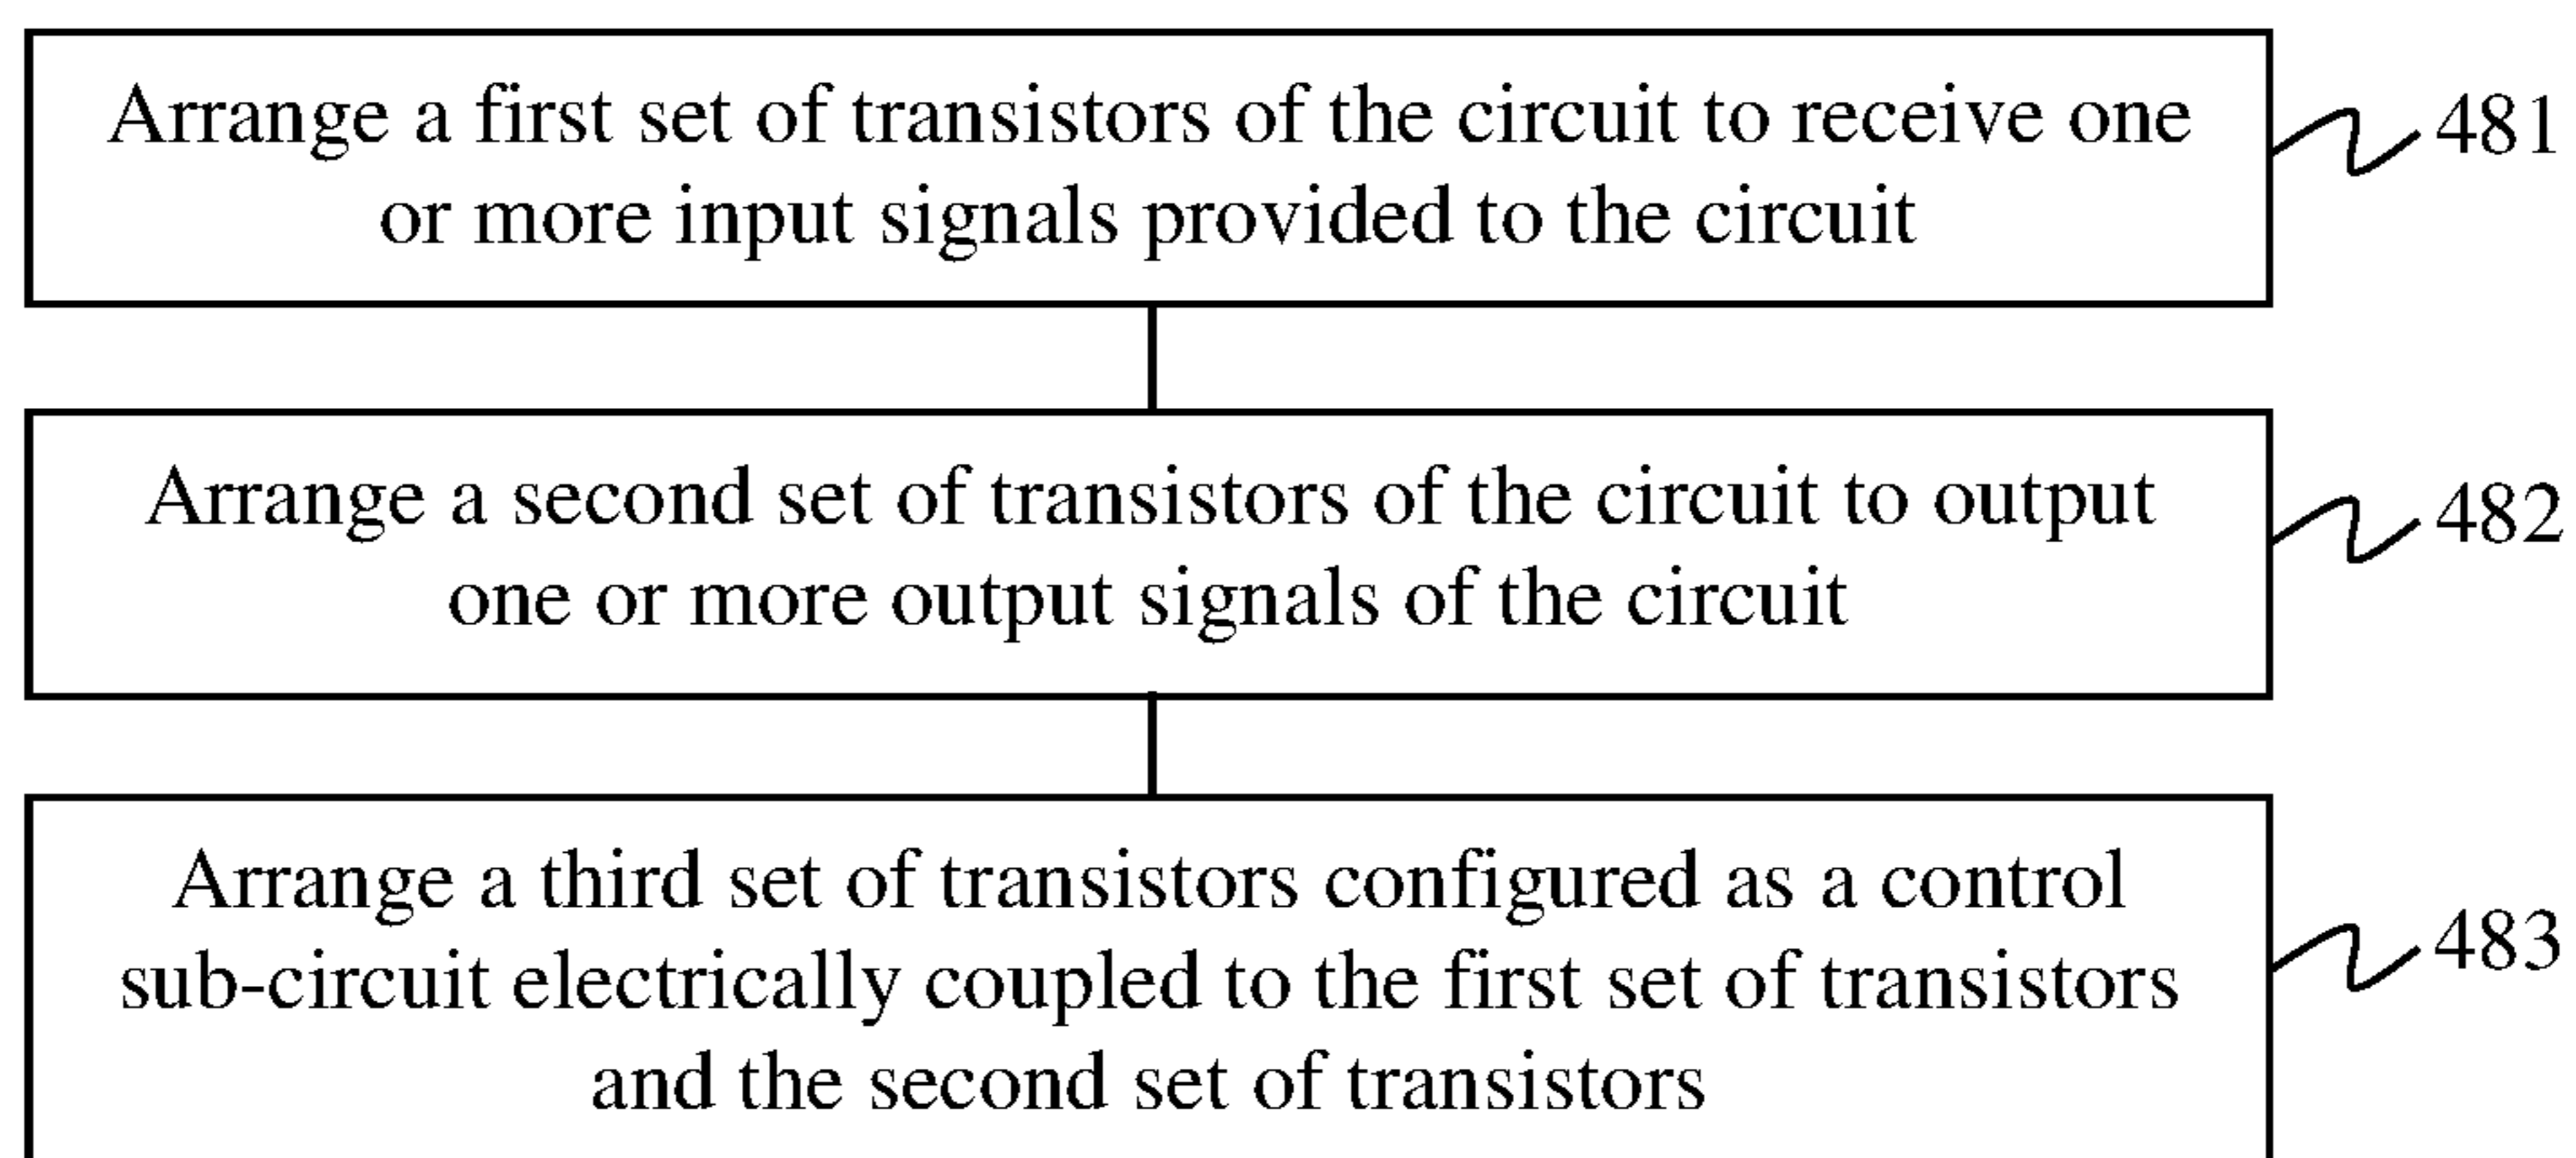 Arrange a first set of transistors of the circuit to receive one
or more input signals provided to the circuit
481
Arrange a second set of transistors of the circuit to output
one or more output signals of the circuit
482
Arrange a third set of transistors configured as a control
sub-circuit electrically coupled to the first set of transistors
and the second set of transistors
483